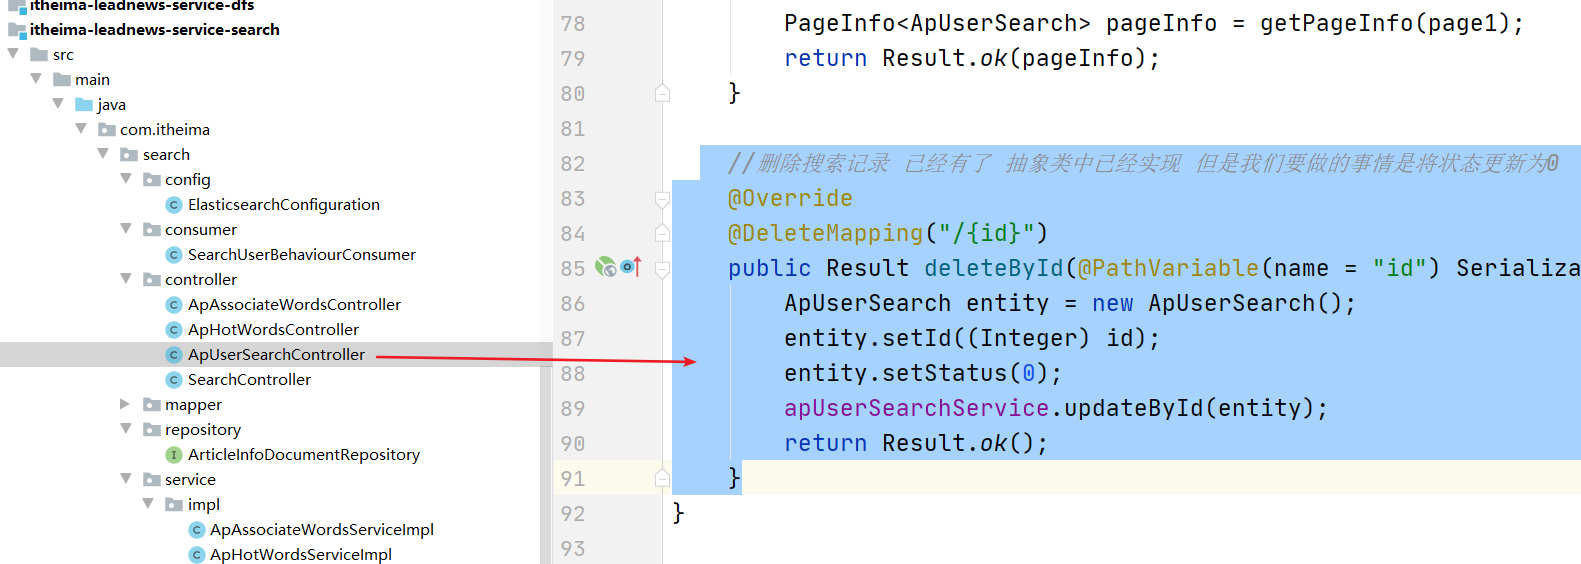 itheima-leadnews-service-dfs
itheima-leadnews-service-search
src
main
java
com.itheima
search
config
ElasticsearchConfiguration
consumer
SearchUserBehaviourConsumer
controller
ApAssociateWordsController
ApHotWordsController
ApUserSearchController
SearchController
mapper
repository
ArticleInfoDocumentRepository
service
impl
ApAssociateWordsServiceImpl
ApHotWordsServiceImpl
78 PageInfo<ApUserSearch> pageInfo = getPageInfo(page1);
79 return Result.ok(pageInfo);
80 }
81
82 //删除搜索记录 已经有了 抽象类中已经实现 但是我们要做的事情是将状态更新为0
83 @Override
84 @DeleteMapping("/{id}")
85 public Result deleteById(@PathVariable(name = "id") Serializa
86 ApUserSearch entity = new ApUserSearch();
87 entity.setId((Integer) id);
88 entity.setStatus(0);
89 apUserSearchService.updateById(entity);
90 return Result.ok();
91 }
92 }
93